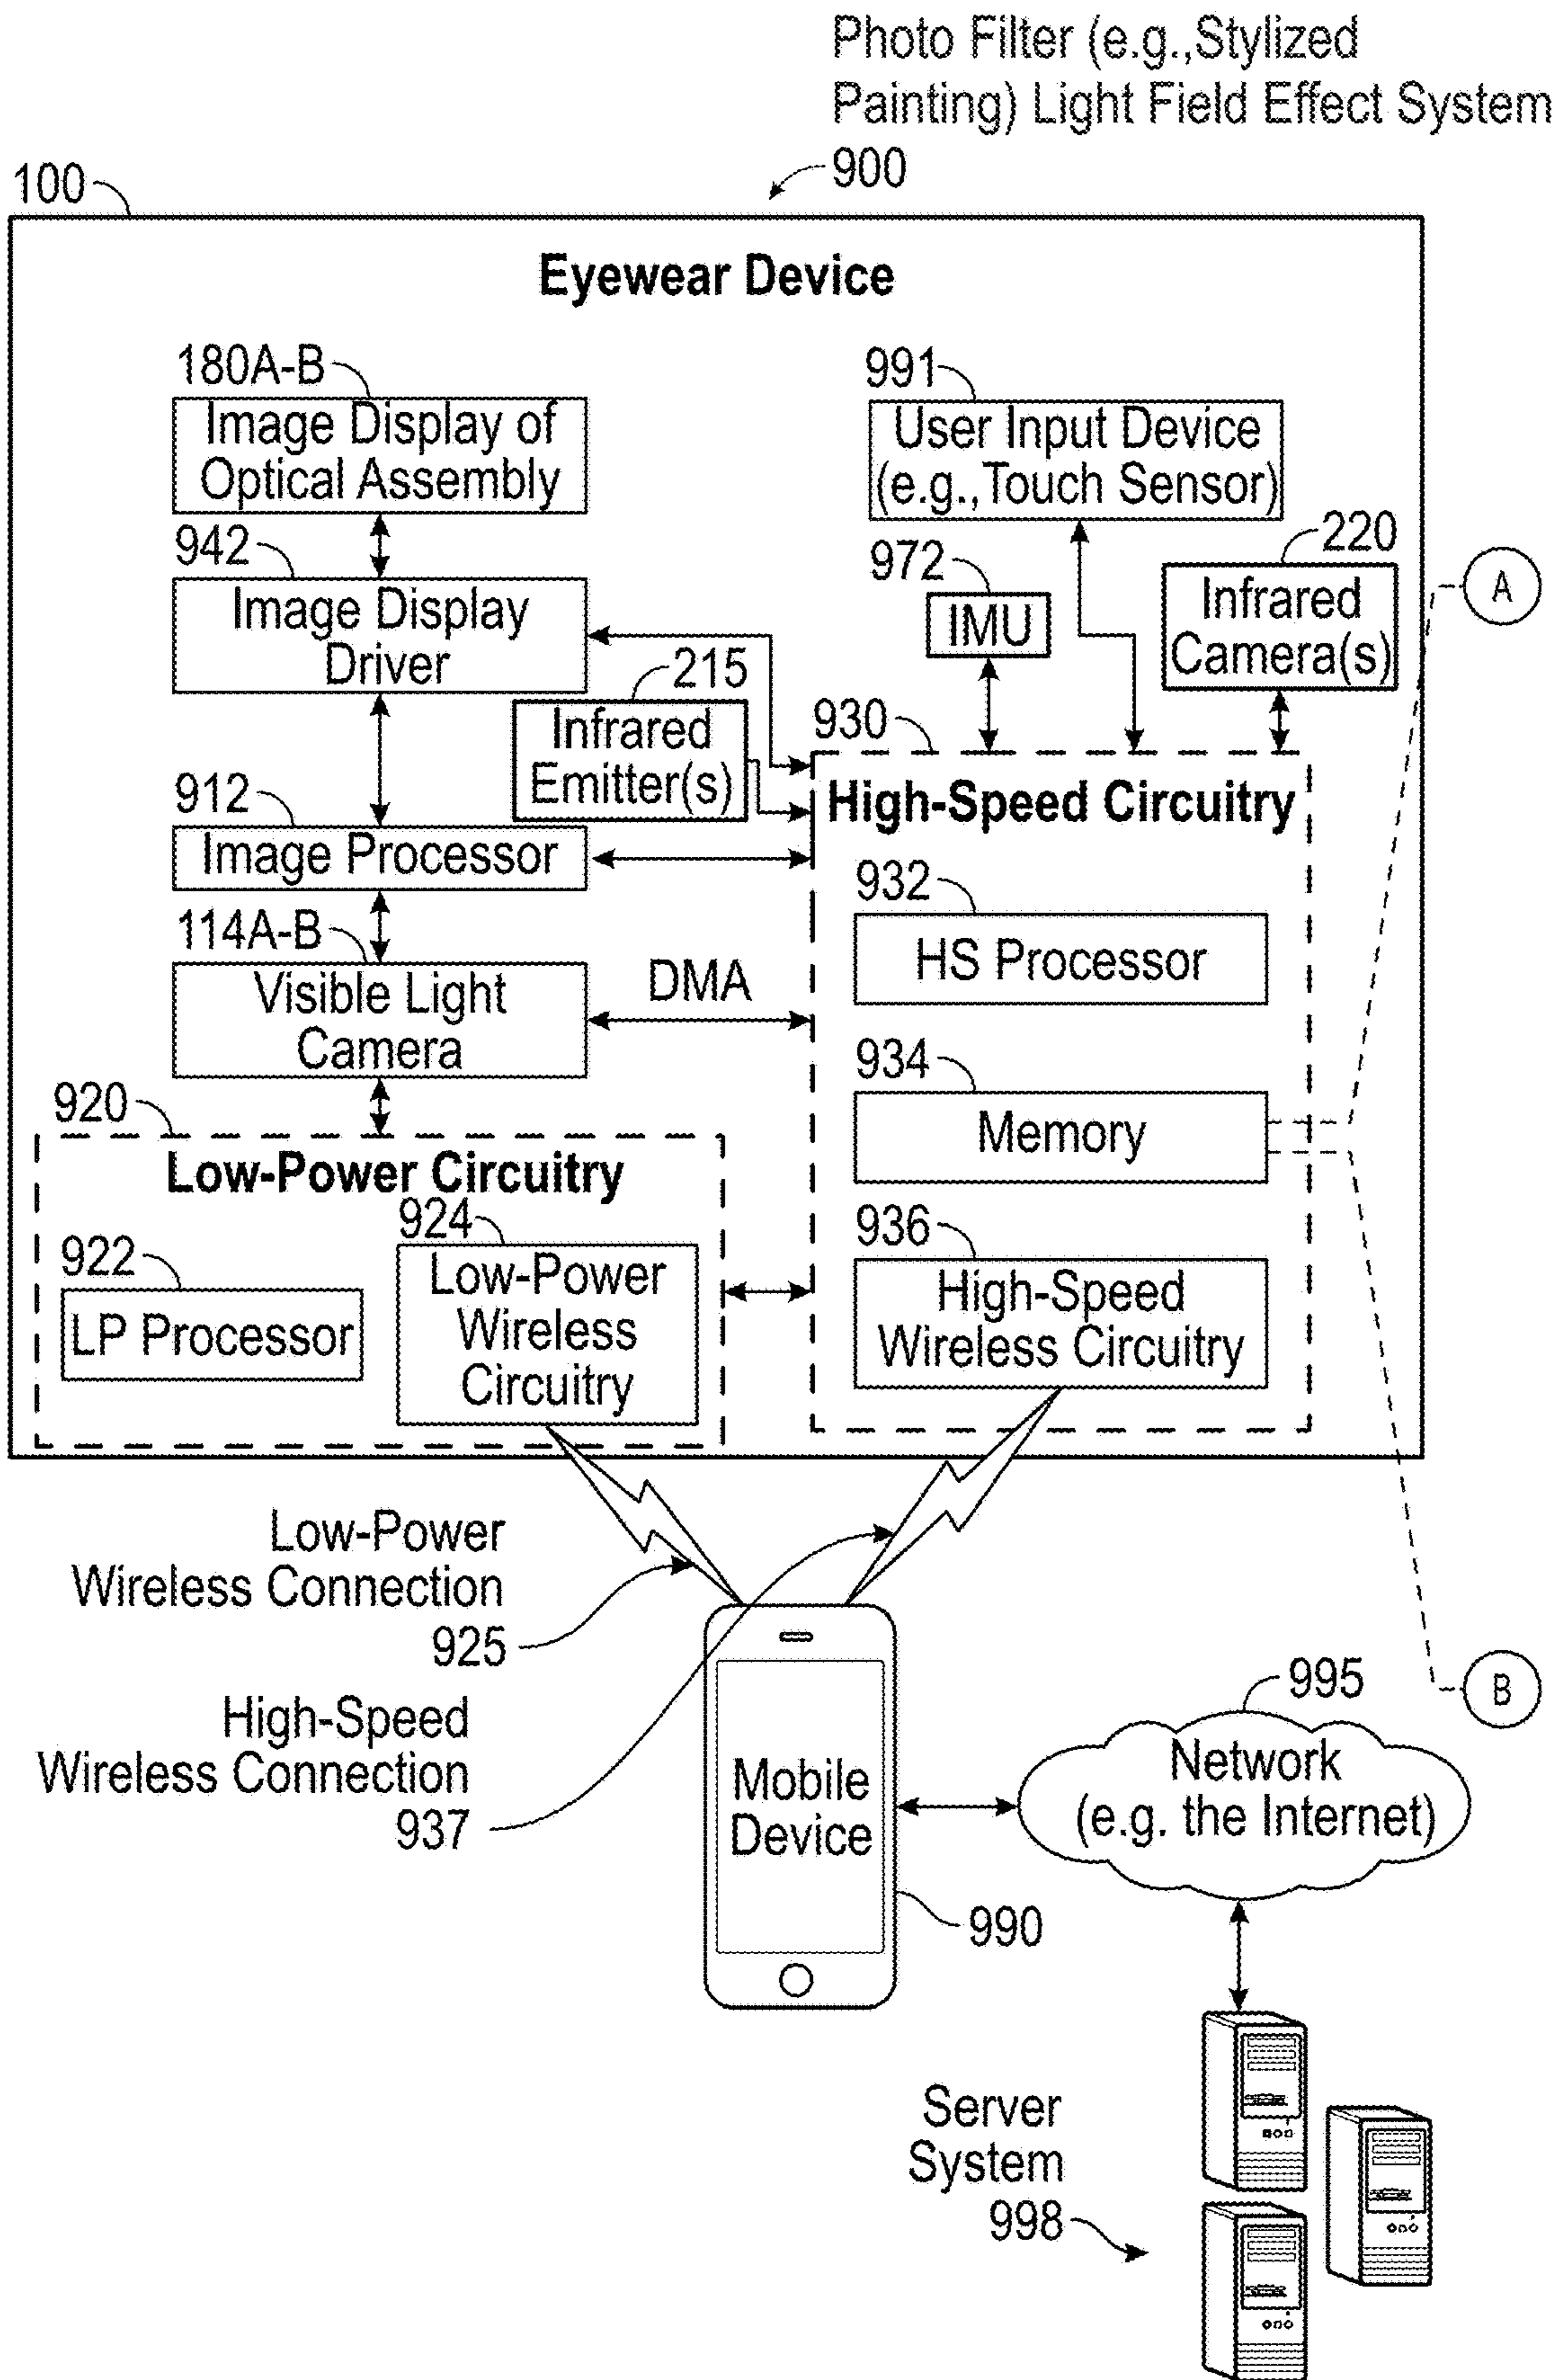 Photo Filter (e.g.,Stylized
Painting) Light Field Effect System
900
100
Eyewear Device
180A-B
Image Display of
Optical Assembly
991
User Input Device
(e.g.,Touch Sensor)
942
Image Display
Driver
972
IMU
220
Infrared
Camera(s)
A
215
Infrared
Emitter(s)
930
High-Speed Circuitry
912
Image Processor
932
HS Processor
114A-B
Visible Light
Camera
DMA
934
Memory
920
Low-Power Circuitry
922
LP Processor
924
Low-Power
Wireless
Circuitry
936
High-Speed
Wireless Circuitry
Low-Power
Wireless Connection
925
High-Speed
Wireless Connection
937
Mobile
Device
990
B
995
Network
(e.g. the Internet)
Server
System
998